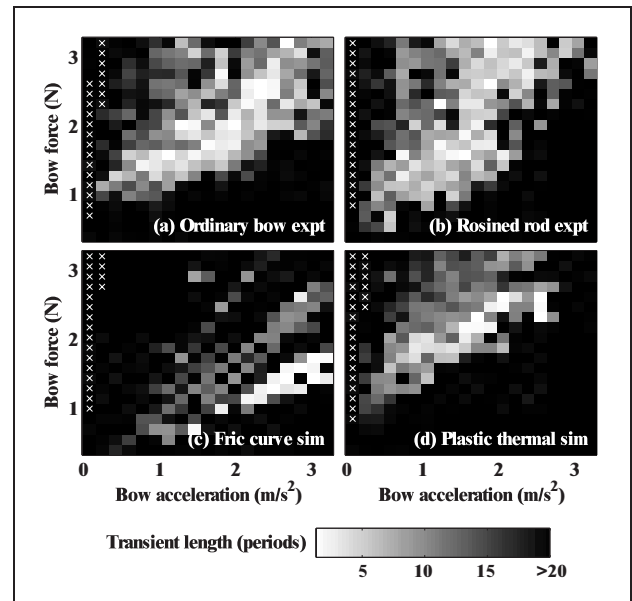 3
2
1
Bow force (N)
(a) Ordinary bow expt
(b) Rosined rod expt
3
2
1
Bow force (N)
(c) Fric curve sim
(d) Plastic thermal sim
0 1 2 3
0 1 2 3
Bow acceleration (m/s²)
Bow acceleration (m/s²)
Transient length (periods)
5 10 15 >20